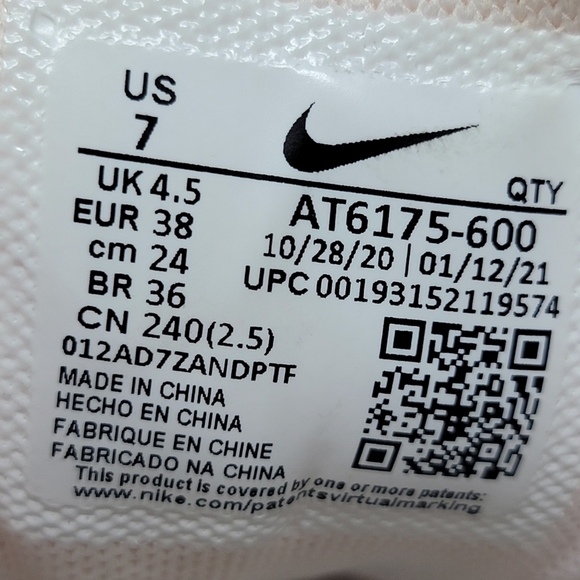 US
7
QTY
UK 4.5
EUR 38
cm 24
BR 36
CN 240(2.5)
AT6175-600
10/28/20 | 01/12/21
UPC 00193152119574
012AD7ZANDPTF
MADE IN CHINA
HECHO EN CHINA
FABRIQUE EN CHINE
FABRICADO NA CHINA
This product is covered by one or more patents:
www.nike.com/patentsvirtualmarking